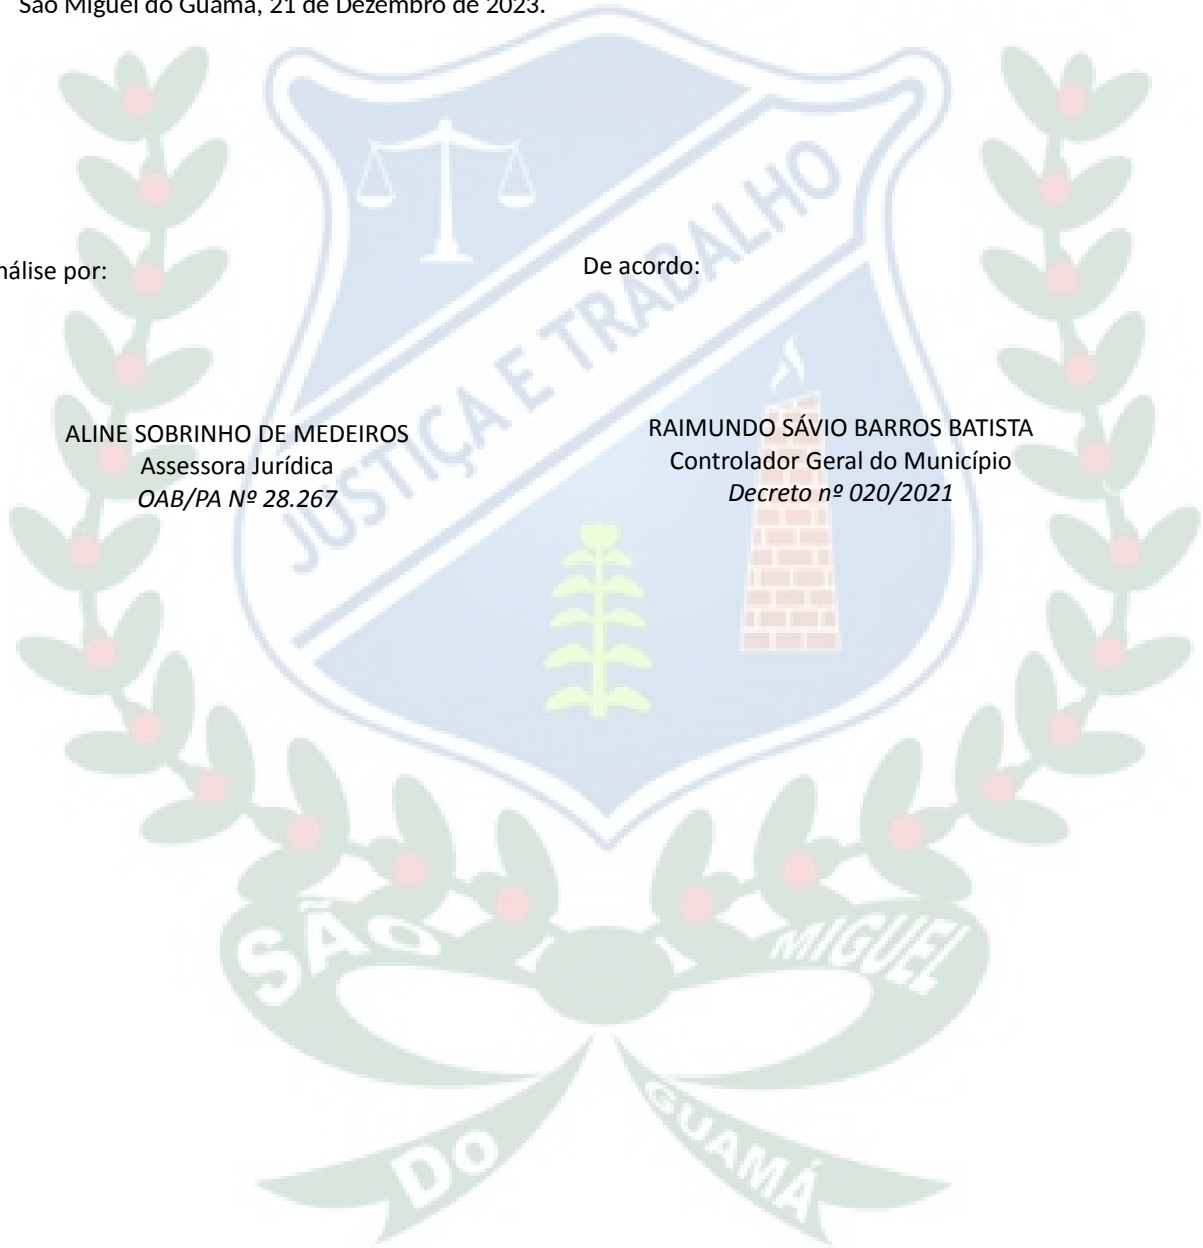 São Miguel do Guamá, 21 de Dezembro de 2023.
nálise por:
De acordo:
ALINE SOBRINHO DE MEDEIROS
Assessora Jurídica
OAB/PA Nº 28.267
RAIMUNDO SÁVIO BARROS BATISTA
Controlador Geral do Município
Decreto nº 020/2021
JUSTIÇA E TRABALHO
SÃO MIGUEL
Do GUAMÁ